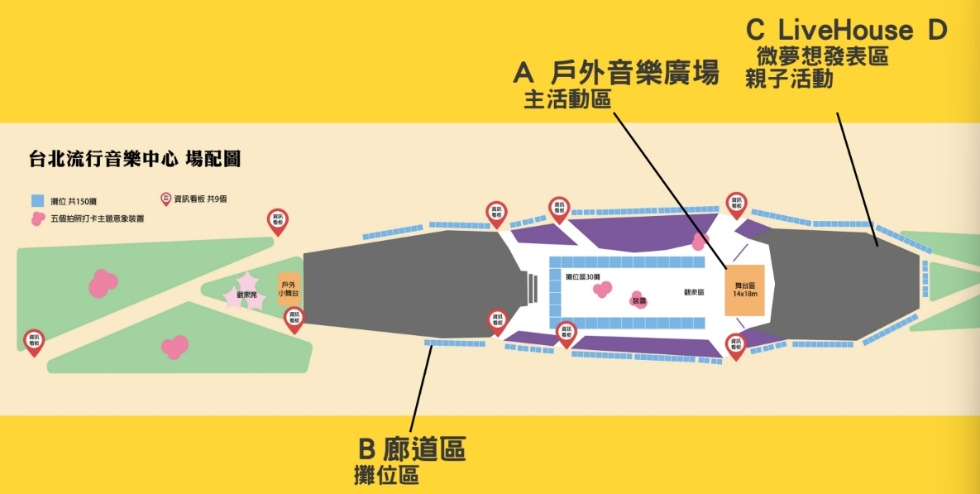 C LiveHouse D
微夢想發表區
親子活動
A 戶外音樂廣場
主活動區
台北流行音樂中心 場配圖
攤位 共150攤
資訊看板 資訊看板 共9個
五個拍照打卡主題意象裝置
資訊
看板
資訊
看板
資訊
看板
資訊
看板
攤位區30攤
戶外
小舞台
觀眾席
裝置
觀眾區
舞台區
14x18m
資訊
看板
資訊
看板
資訊
看板
資訊
看板
資訊
看板
B 廊道區
攤位區